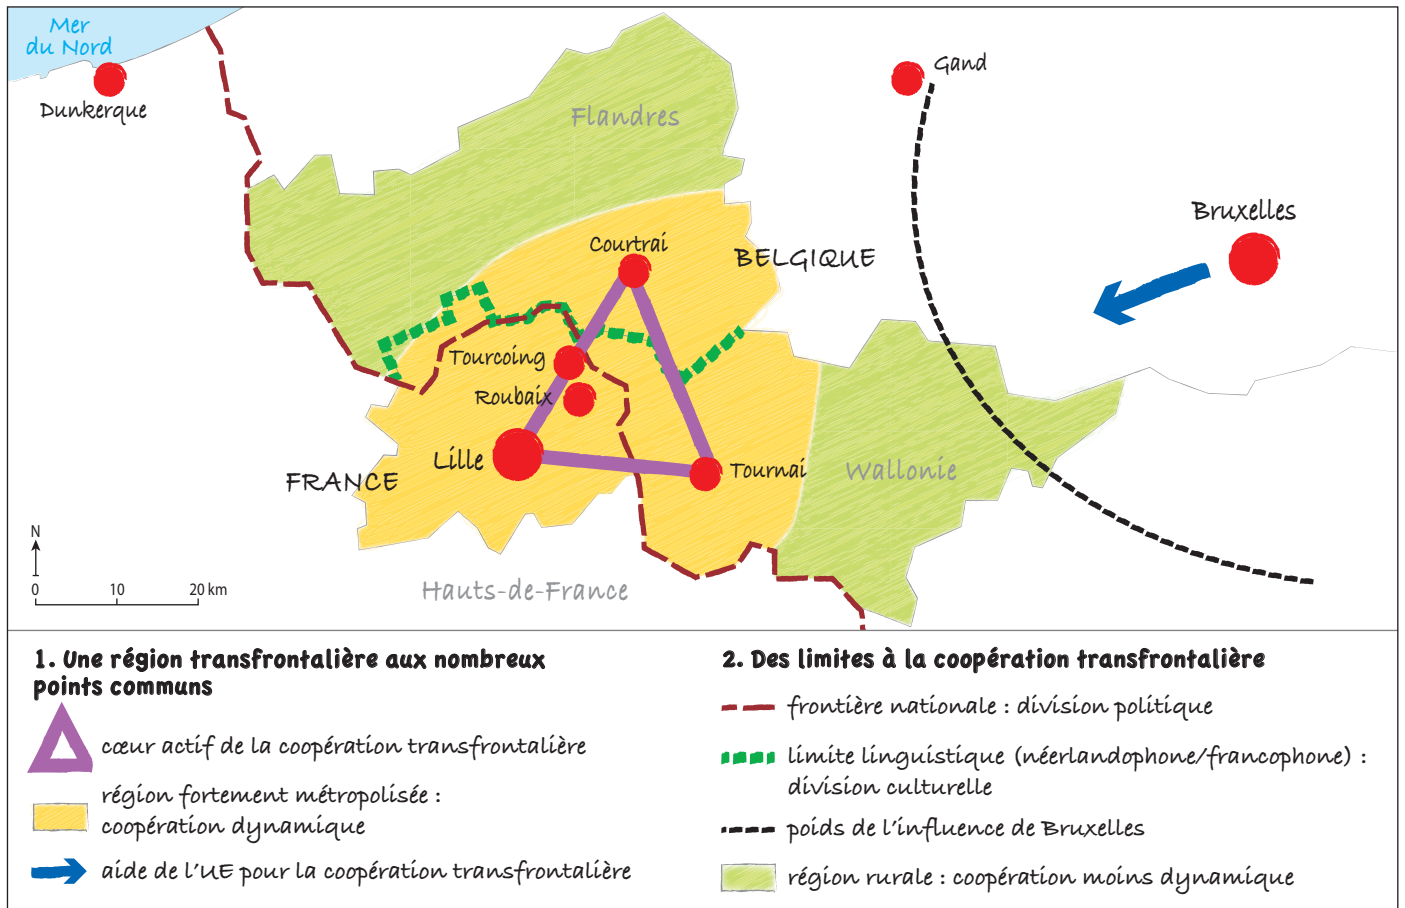 Mer
du Nord
Dunkerque
Flandres
Gand
Bruxelles
Courtrai
BELGIQUE
Tourcoing
Roubaix
Lille
Tournai
Wallonie
FRANCE
Hauts-de-France
N
0 10 20 km
1. Une région transfrontalière aux nombreux
points communs
cœur actif de la coopération transfrontalière
région fortement métropolisée :
coopération dynamique
aide de l'UE pour la coopération transfrontalière
2. Des limites à la coopération transfrontalière
frontière nationale : division politique
limite linguistique (néerlandophone/francophone) :
division culturelle
poids de l'influence de Bruxelles
région rurale : coopération moins dynamique